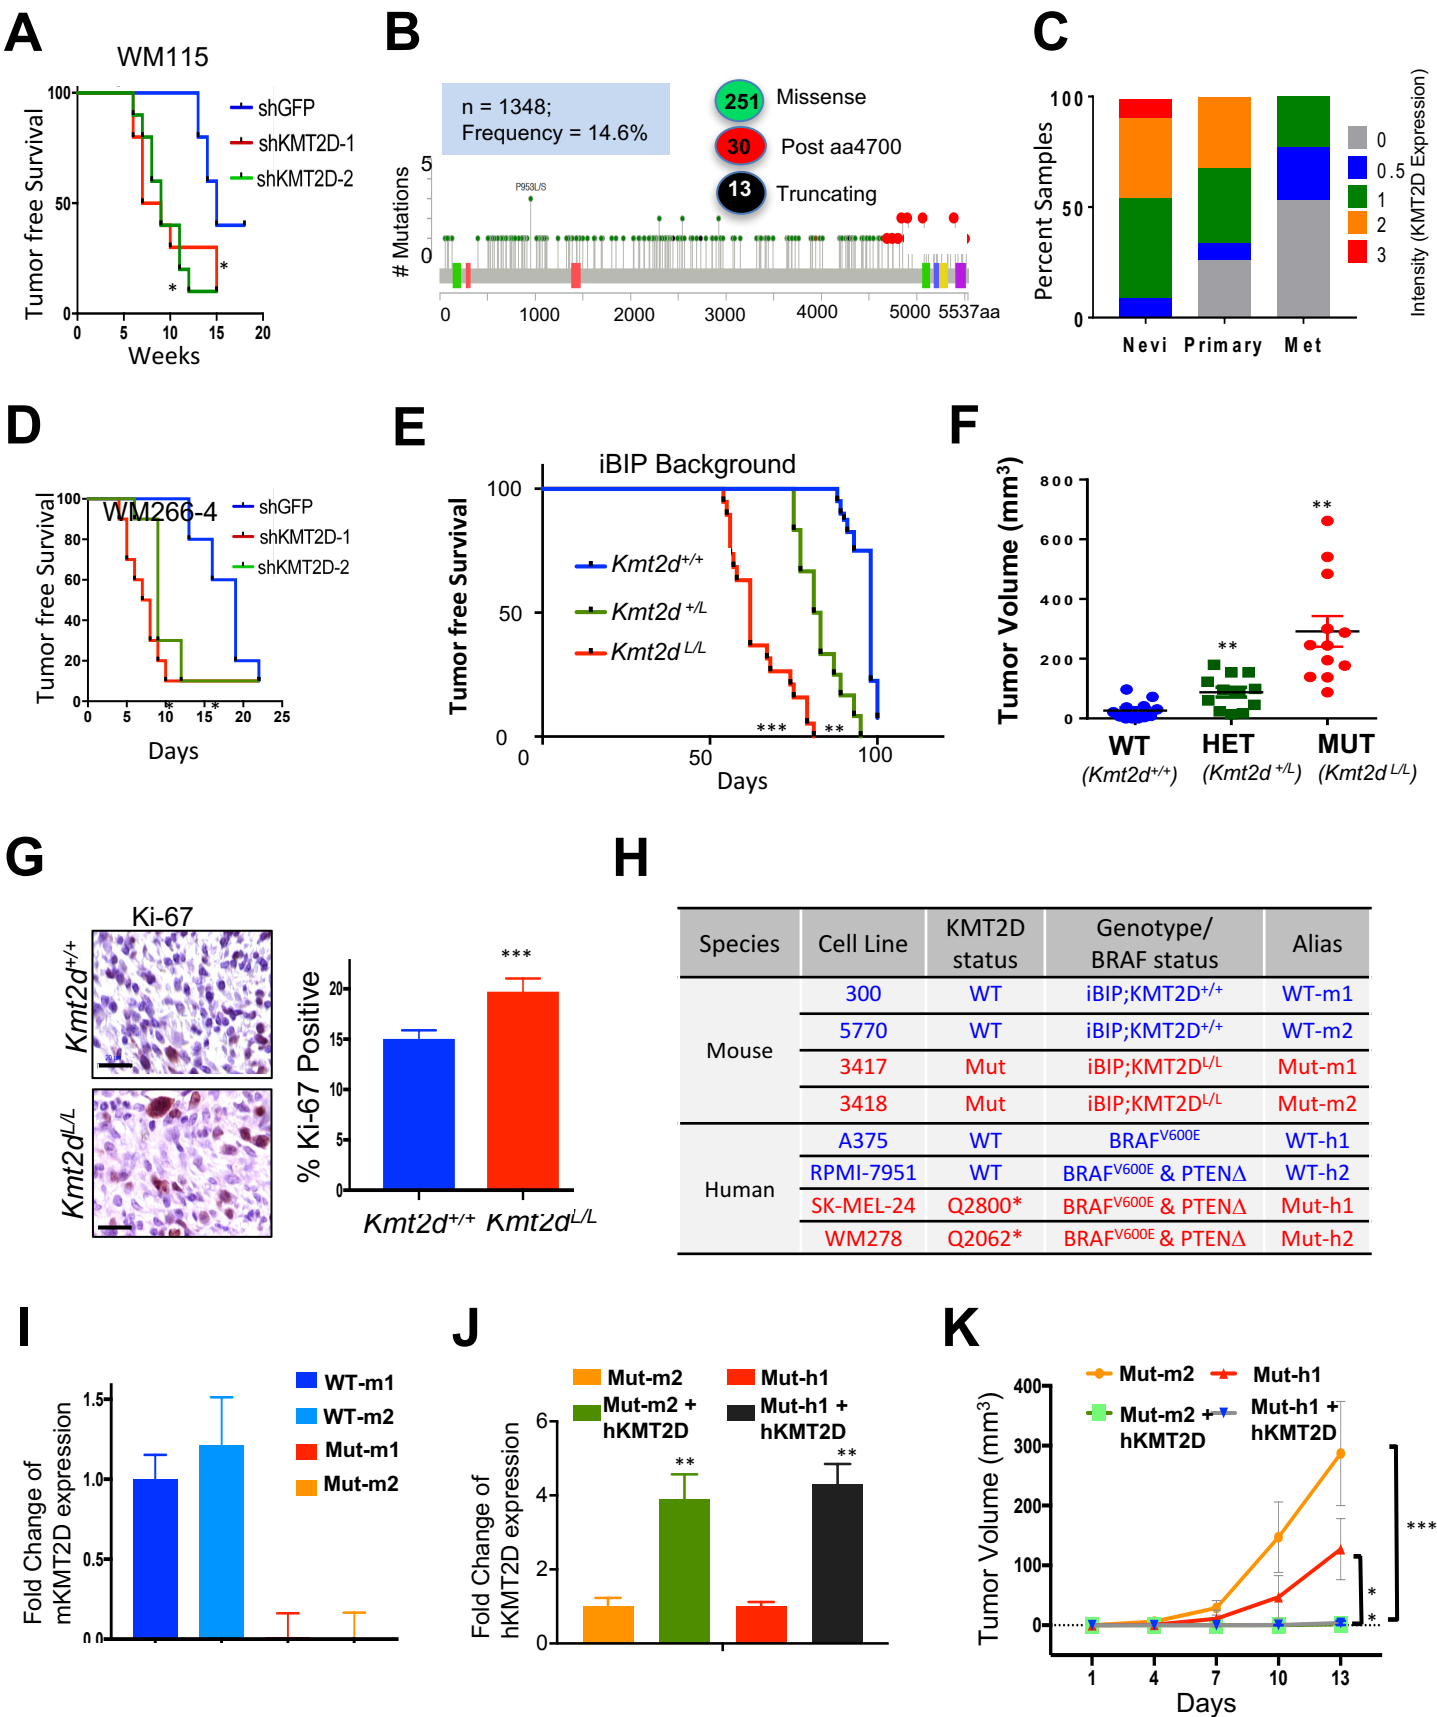 A
WM115
Tumor free Survival
100
50
0
0 5 10 15 20
Weeks
shGFP
shKMT2D-1
shKMT2D-2
*
*
B
n = 1348;
Frequency = 14.6%
251 Missense
30 Post aa4700
13 Truncating
# Mutations
5
0
P953L/S
0 1000 2000 3000 4000 5000 5537aa
C
Percent Samples
100
50
0
Nevi Primary Met
0
0.5
1
2
3
Intensity (KMT2D Expression)
D
WM266-4
Tumor free Survival
100
80
60
40
20
0
0 5 10 15 20 25
* *
Days
shGFP
shKMT2D-1
shKMT2D-2
E
iBIP Background
Tumor free Survival
100
50
0
0 50 100
Days
Kmt2d+/+
Kmt2d +/L
Kmt2d L/L
*** **
F
Tumor Volume (mm3)
800
600
400
200
0
**
**
WT HET MUT
(Kmt2d+/+) (Kmt2d +/L) (Kmt2d L/L)
G
Ki-67
Kmt2d+/+
Kmt2dL/L
% Ki-67 Positive
20
15
10
5
0
***
Kmt2d+/+ Kmt2dL/L
H
Species Cell Line KMT2D status Genotype/ BRAF status Alias
Mouse
300 WT iBIP;KMT2D+/+ WT-m1
5770 WT iBIP;KMT2D+/+ WT-m2
3417 Mut iBIP;KMT2DL/L Mut-m1
3418 Mut iBIP;KMT2DL/L Mut-m2
Human
A375 WT BRAFV600E WT-h1
RPMI-7951 WT BRAFV600E & PTENΔ WT-h2
SK-MEL-24 Q2800* BRAFV600E & PTENΔ Mut-h1
WM278 Q2062* BRAFV600E & PTENΔ Mut-h2
I
Fold Change of
mKMT2D expression
1.5
1.0
0.5
0.0
WT-m1
WT-m2
Mut-m1
Mut-m2
J
Mut-m2 Mut-h1
Mut-m2 + hKMT2D Mut-h1 + hKMT2D
Fold Change of
hKMT2D expression
6
4
2
0
**
**
K
Mut-m2 Mut-h1
Mut-m2 + hKMT2D Mut-h1 + hKMT2D
Tumor Volume (mm3)
400
300
200
100
0
1 4 7 10 13
Days
***
*
*